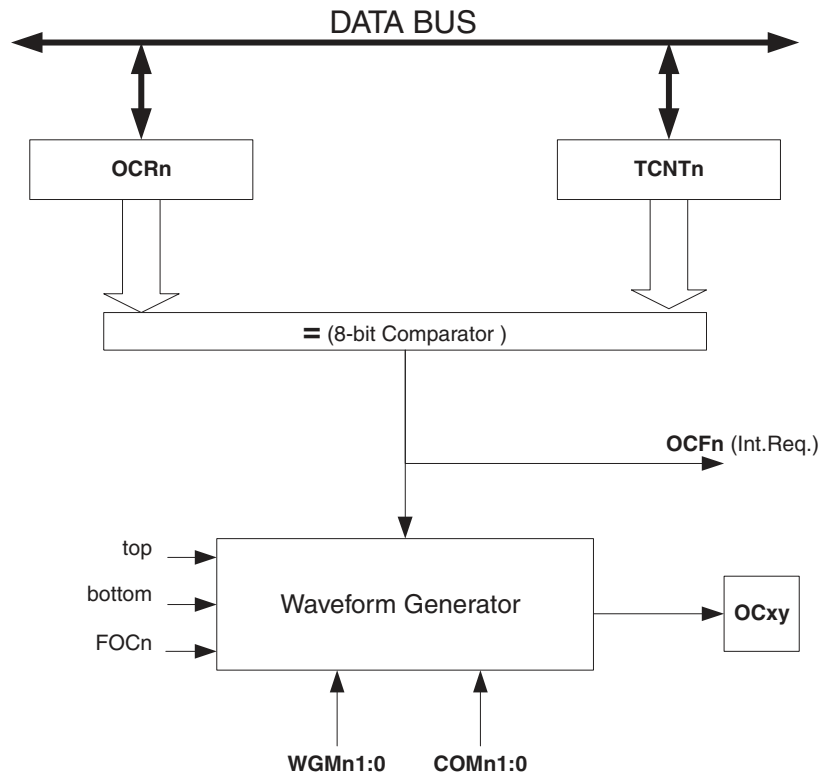 DATA BUS
OCRn
TCNTn
= (8-bit Comparator )
OCFn (Int.Req.)
top
bottom
FOCn
Waveform Generator
OCxy
WGMn1:0
COMn1:0